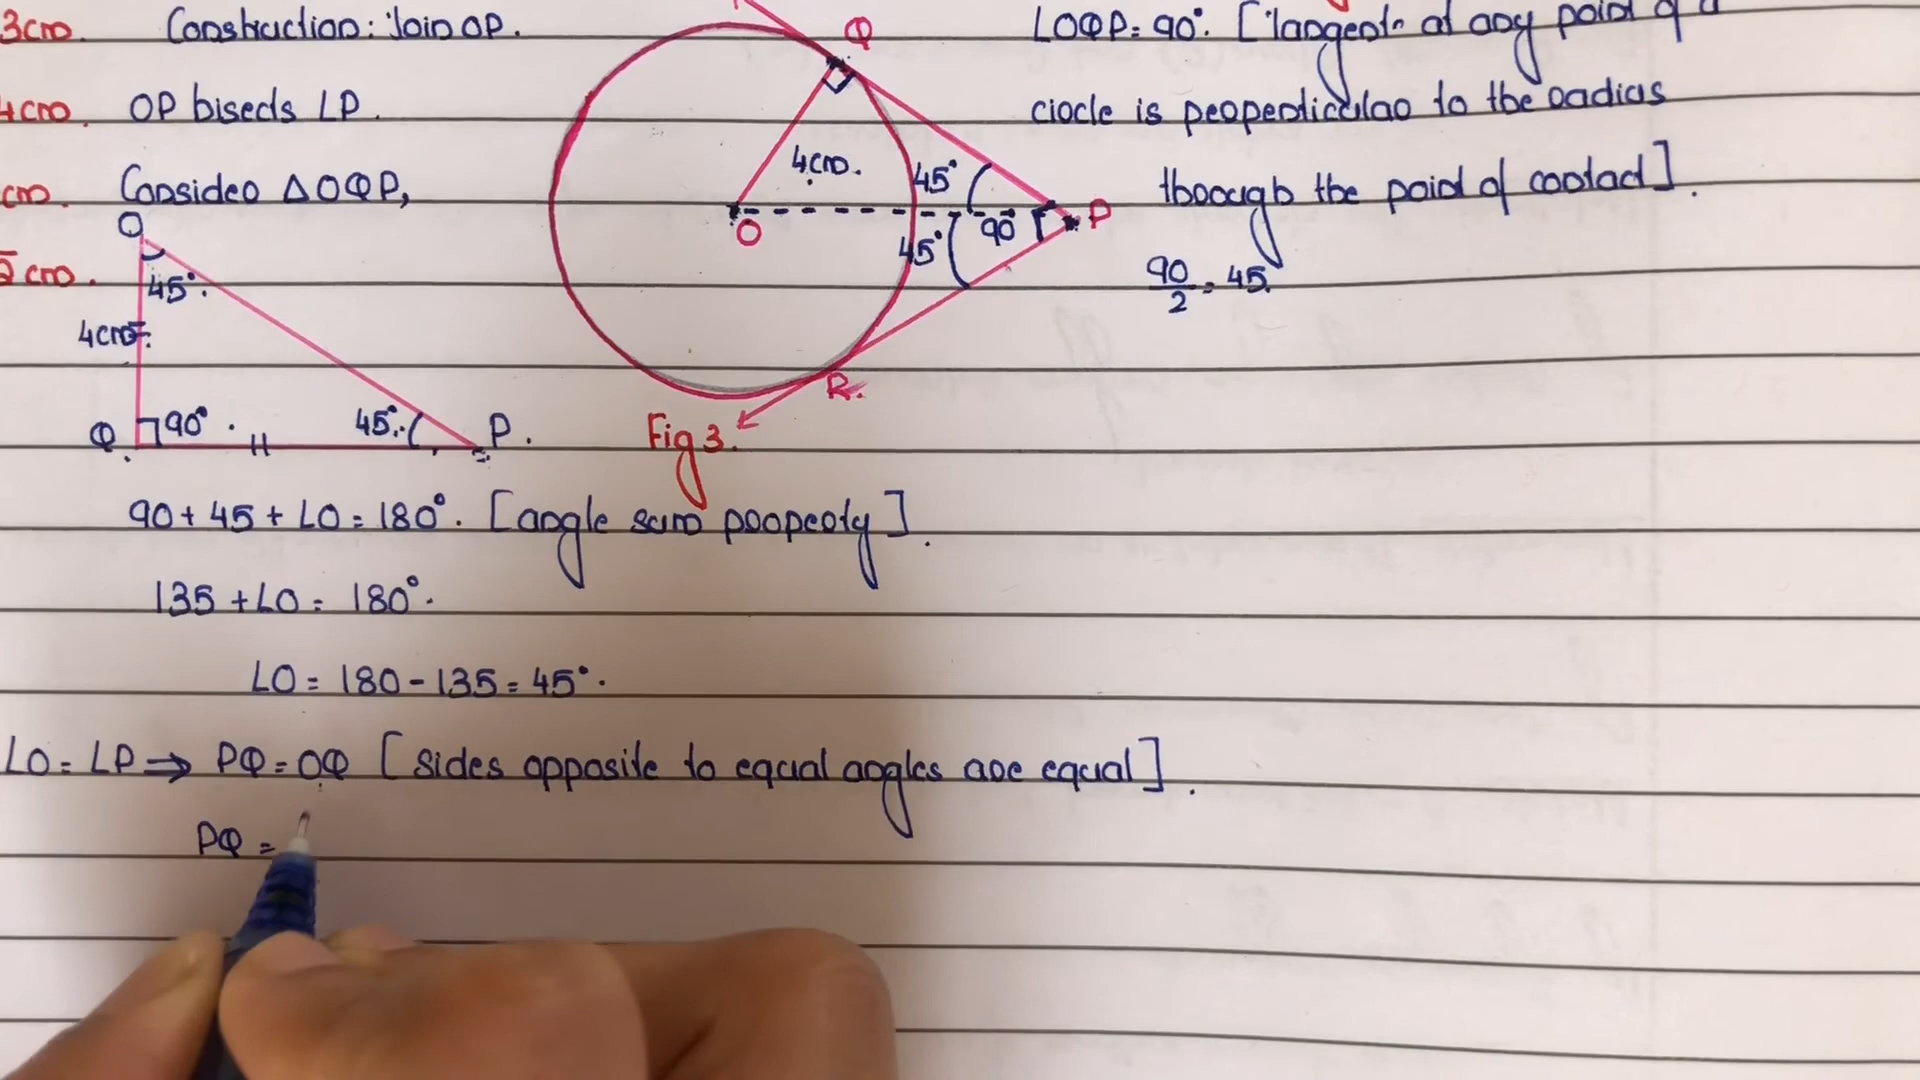 3cm. Construction: Join OP.
4cm. OP bisects ∠P.
cm. Consider ΔOQP,
2cm.
O
45°.
4cm.
Q
90°.
45°.
P.
Q
4cm.
45°
O
45°
90
P
R.
Fig 3.
∠OQP = 90°. [Tangent at any point of a
circle is perpendicular to the radius
through the point of contact].
90/2 = 45.
90 + 45 + ∠O = 180°. [angle sum property].
135 + ∠O = 180°.
∠O = 180 - 135 = 45°.
∠O = ∠P ⇒ PQ = OQ [sides opposite to equal angles are equal].
PQ =